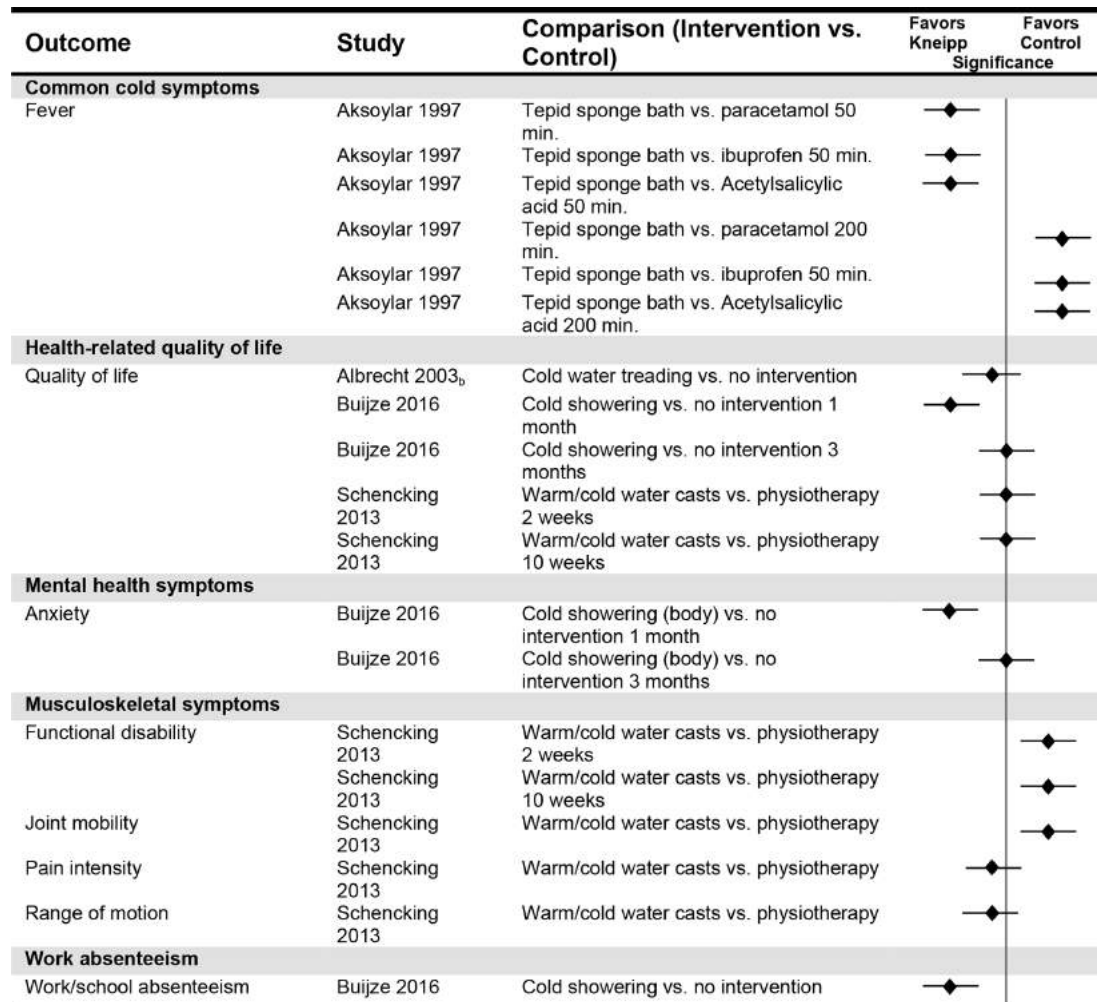 Outcome Study Comparison (Intervention vs. Control) Favors Kneipp Favors Control
Significance
Common cold symptoms
Fever Aksoylar 1997 Tepid sponge bath vs. paracetamol 50
min.
Aksoylar 1997 Tepid sponge bath vs. ibuprofen 50 min.
Aksoylar 1997 Tepid sponge bath vs. Acetylsalicylic
acid 50 min.
Aksoylar 1997 Tepid sponge bath vs. paracetamol 200
min.
Aksoylar 1997 Tepid sponge bath vs. ibuprofen 50 min.
Aksoylar 1997 Tepid sponge bath vs. Acetylsalicylic
acid 200 min.
Health-related quality of life
Quality of life Albrecht 2003b Cold water treading vs. no intervention
Buijze 2016 Cold showering vs. no intervention 1
month
Buijze 2016 Cold showering vs. no intervention 3
months
Schencking Warm/cold water casts vs. physiotherapy
2013 2 weeks
Schencking Warm/cold water casts vs. physiotherapy
2013 10 weeks
Mental health symptoms
Anxiety Buijze 2016 Cold showering (body) vs. no
intervention 1 month
Buijze 2016 Cold showering (body) vs. no
intervention 3 months
Musculoskeletal symptoms
Functional disability Schencking Warm/cold water casts vs. physiotherapy
2013 2 weeks
Schencking Warm/cold water casts vs. physiotherapy
2013 10 weeks
Joint mobility Schencking Warm/cold water casts vs. physiotherapy
2013
Pain intensity Schencking Warm/cold water casts vs. physiotherapy
2013
Range of motion Schencking Warm/cold water casts vs. physiotherapy
2013
Work absenteeism
Work/school absenteeism Buijze 2016 Cold showering vs. no intervention